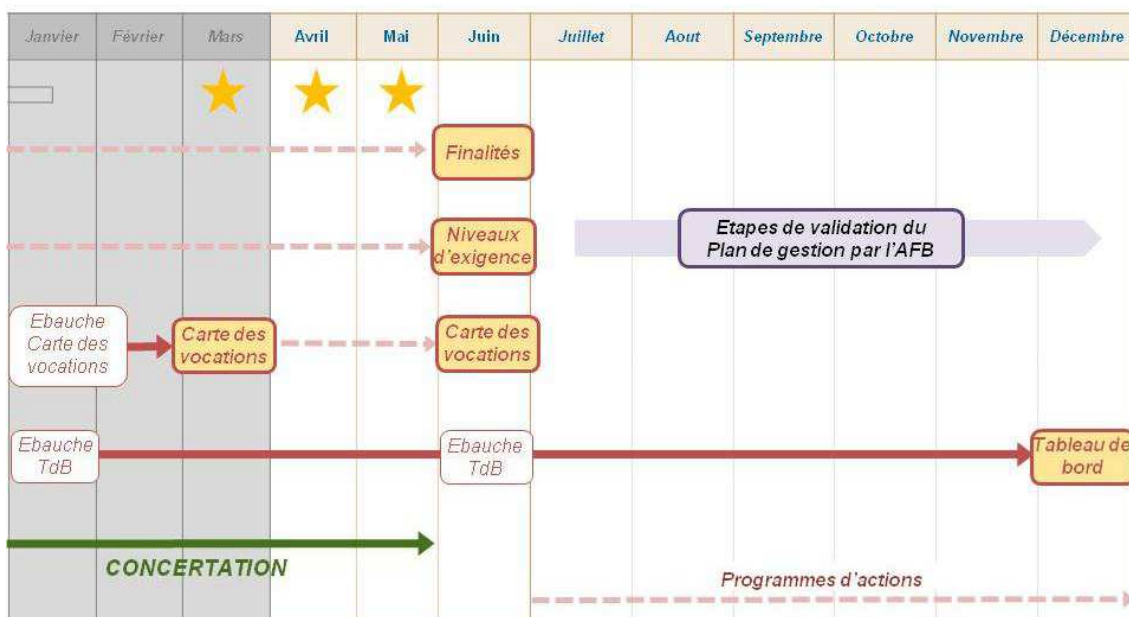 Janvier Février Mars Avril Mai Juin Juillet Aout Septembre Octobre Novembre Décembre
Finalités
Niveaux
d'exigence
Etapes de validation du
Plan de gestion par l'AFB
Ebauche
Carte des
vocations
Carte des
vocations
Carte des
vocations
Ebauche
TdB
Ebauche
TdB
Tableau de
bord
CONCERTATION
Programmes d'actions